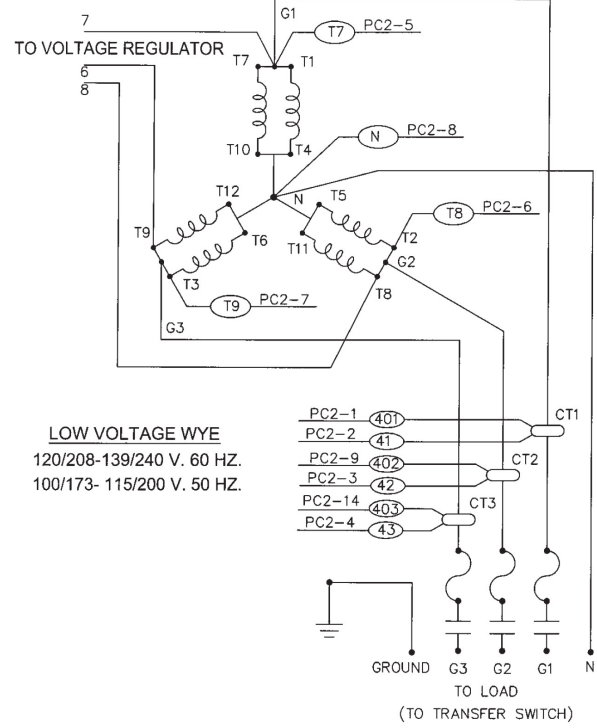 G1
7
T7 PC2-5
TO VOLTAGE REGULATOR
T7 T1
6
8
T10 T4
N PC2-8
T12 N T5
T8 PC2-6
T9 T6 T11 T2
G2
T3 T8
T9 PC2-7
G3
PC2-1 401 CT1
PC2-2 41
PC2-9 402 CT2
PC2-3 42
PC2-14 403 CT3
PC2-4 43
LOW VOLTAGE WYE
120/208-139/240 V. 60 HZ.
100/173- 115/200 V. 50 HZ.
GROUND G3 G2 G1 N
TO LOAD
(TO TRANSFER SWITCH)